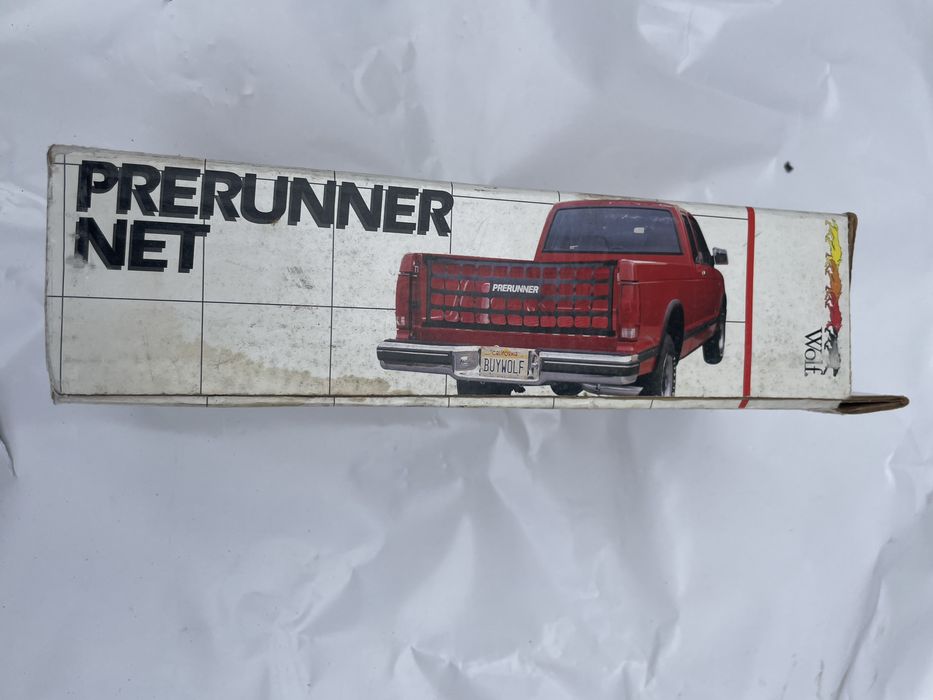 PRERUNNER
NET
PRERUNNER
CALIFORNIA
BUYWOLF
Wolf.